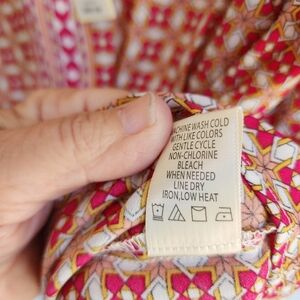 MACHINE WASH COLD
WITH LIKE COLORS
GENTLE CYCLE
NON-CHLORINE
BLEACH
WHEN NEEDED
LINE DRY
IRON,LOW HEAT